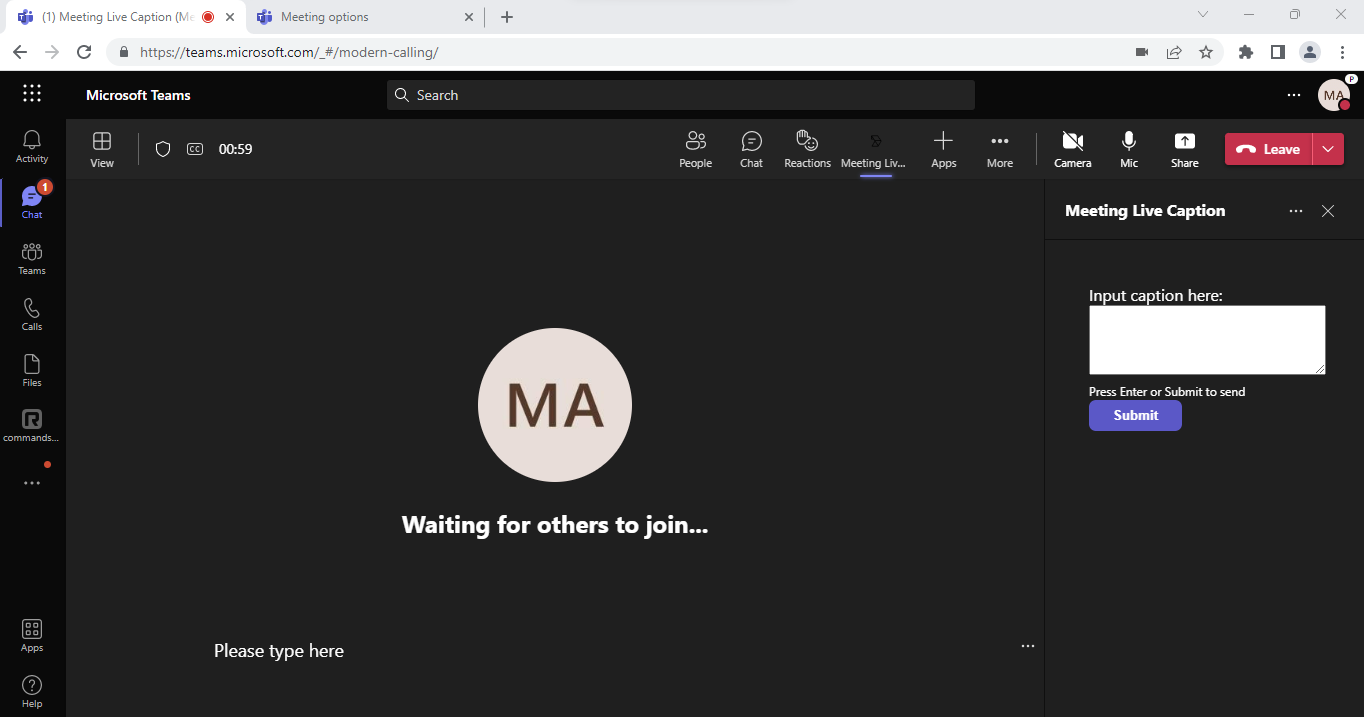 (1) Meeting Live Caption (Me
Meeting options
https://teams.microsoft.com/_#/modern-calling/
Microsoft Teams
Search
MA
P
Activity
1
Chat
Teams
Calls
Files
commands...
Apps
Help
View
CC
00:59
People
Chat
Reactions
Meeting Liv...
Apps
More
Camera
Mic
Share
Leave
MA
Waiting for others to join...
Please type here
Meeting Live Caption
Input caption here:
Press Enter or Submit to send
Submit